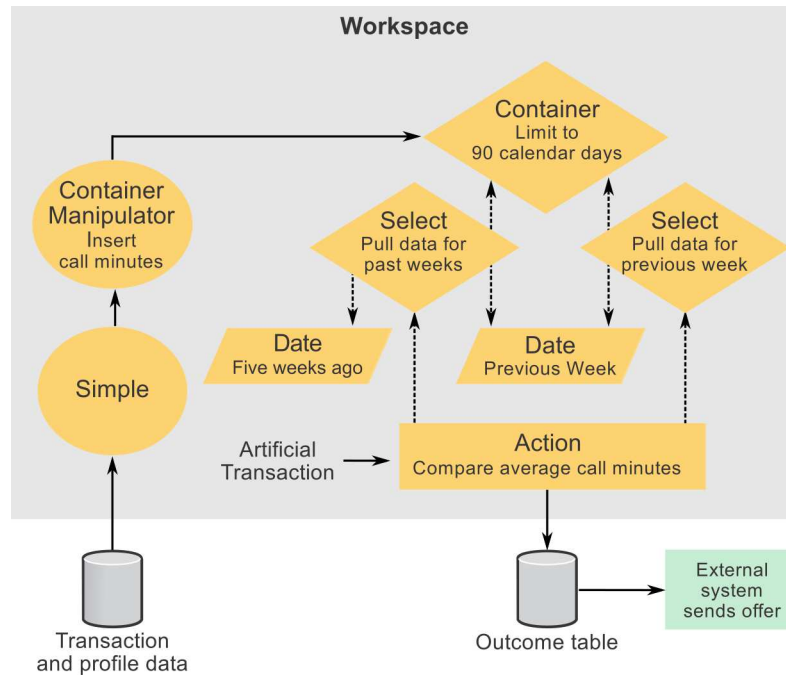 Workspace
Container
Limit to
90 calendar days
Container
Manipulator
Insert
call minutes
Select
Pull data for
past weeks
Select
Pull data for
previous week
Date
Five weeks ago
Date
Previous Week
Simple
Artificial
Transaction
Action
Compare average call minutes
Transaction
and profile data
Outcome table
External
system
sends offer